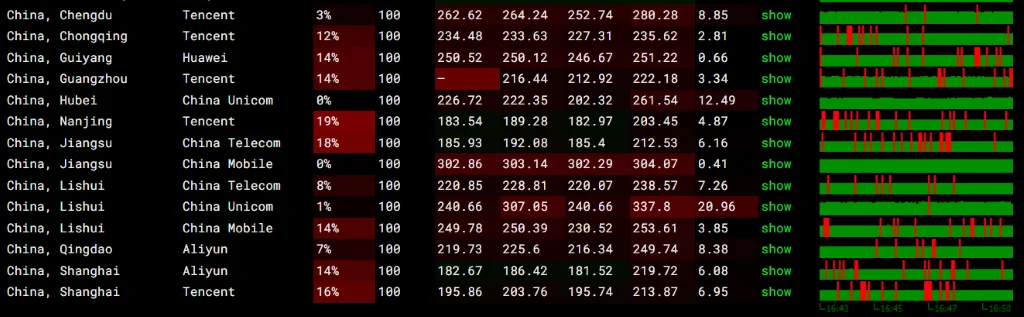 China, Chengdu Tencent 3% 100 262.62 264.24 252.74 280.28 8.85 show
China, Chongqing Tencent 12% 100 234.48 233.63 227.31 235.62 2.81 show
China, Guiyang Huawei 14% 100 250.52 250.12 246.67 251.22 0.66 show
China, Guangzhou Tencent 14% 100 – 216.44 212.92 222.18 3.34 show
China, Hubei China Unicom 0% 100 226.72 222.35 202.32 261.54 12.49 show
China, Nanjing Tencent 19% 100 183.54 189.28 182.97 203.45 4.87 show
China, Jiangsu China Telecom 18% 100 185.93 192.08 185.4 212.53 6.16 show
China, Jiangsu China Mobile 0% 100 302.86 303.14 302.29 304.07 0.41 show
China, Lishui China Telecom 8% 100 220.85 228.81 220.07 238.57 7.26 show
China, Lishui China Unicom 1% 100 240.66 307.05 240.66 337.8 20.96 show
China, Lishui China Mobile 14% 100 249.78 250.39 230.52 253.61 3.85 show
China, Qingdao Aliyun 7% 100 219.73 225.6 216.34 249.74 8.38 show
China, Shanghai Aliyun 14% 100 182.67 186.42 181.52 219.72 6.08 show
China, Shanghai Tencent 16% 100 195.86 203.76 195.74 213.87 6.95 show
16:43 16:45 16:47 16:50